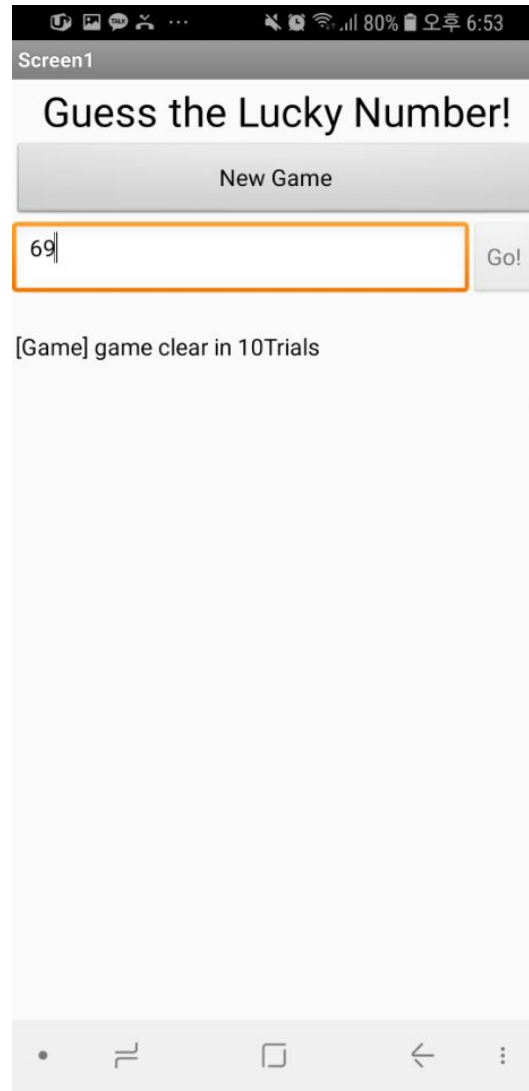 TALK 80% 오후 6:53
Screen1
Guess the Lucky Number!
New Game
69
Go!
[Game] game clear in 10Trials